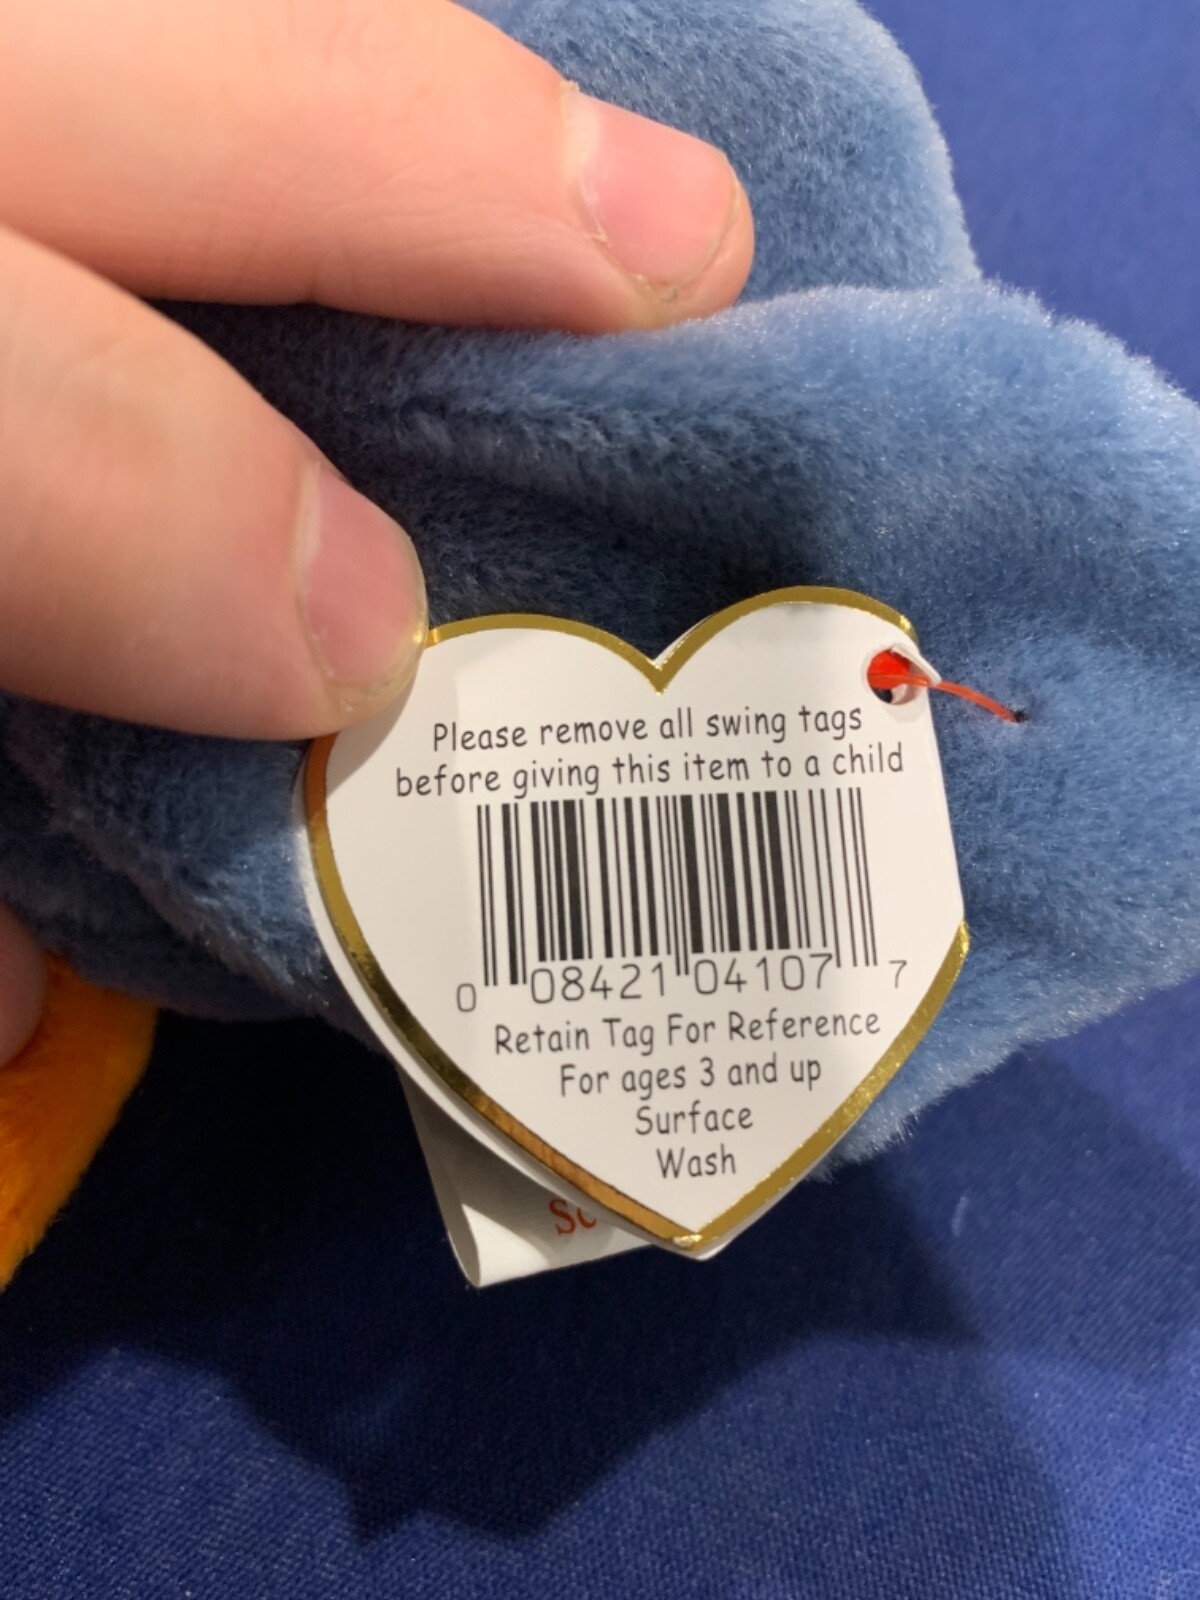 Please remove all swing tags
before giving this item to a child
0 08421 04107 7
Retain Tag For Reference
For ages 3 and up
Surface
Wash